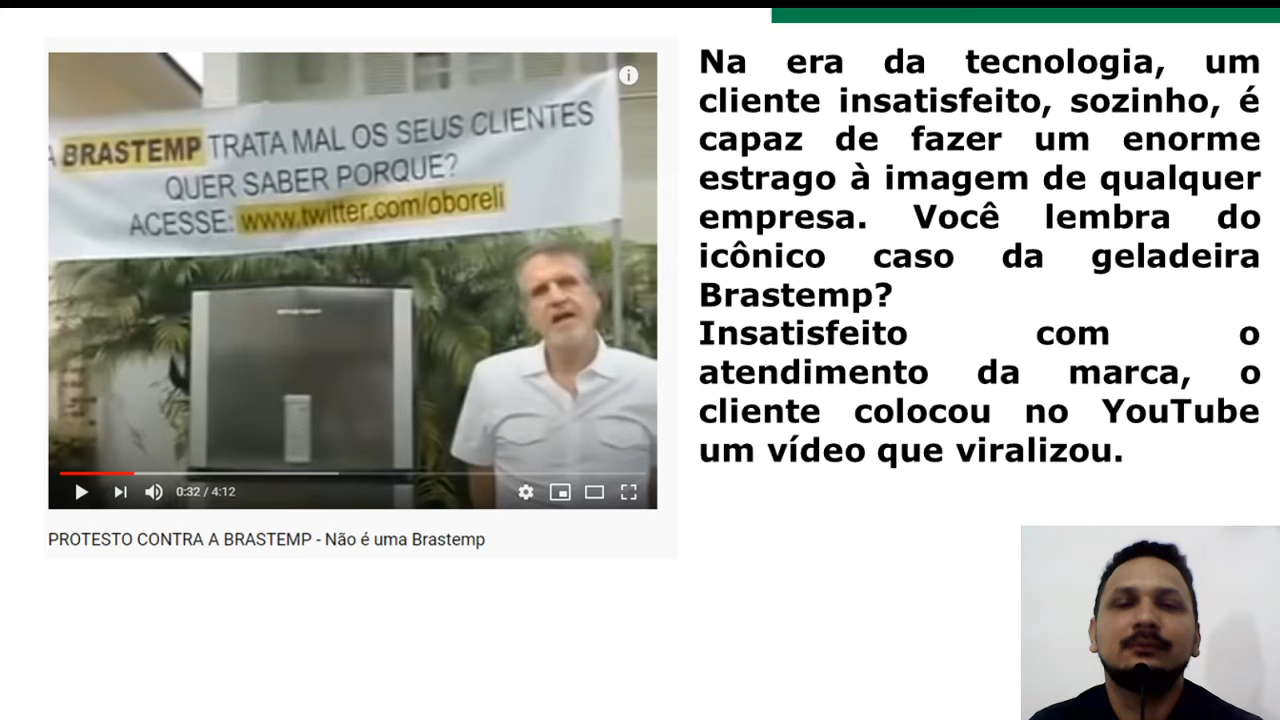 A BRASTEMP TRATA MAL OS SEUS CLIENTES
QUER SABER PORQUE?
ACESSE: www.twitter.com/oboreli
0:32 / 4:12
PROTESTO CONTRA A BRASTEMP - Não é uma Brastemp
Na era da tecnologia, um
cliente insatisfeito, sozinho, é
capaz de fazer um enorme
estrago à imagem de qualquer
empresa. Você lembra do
icônico caso da geladeira
Brastemp?
Insatisfeito com o
atendimento da marca, o
cliente colocou no YouTube
um vídeo que viralizou.